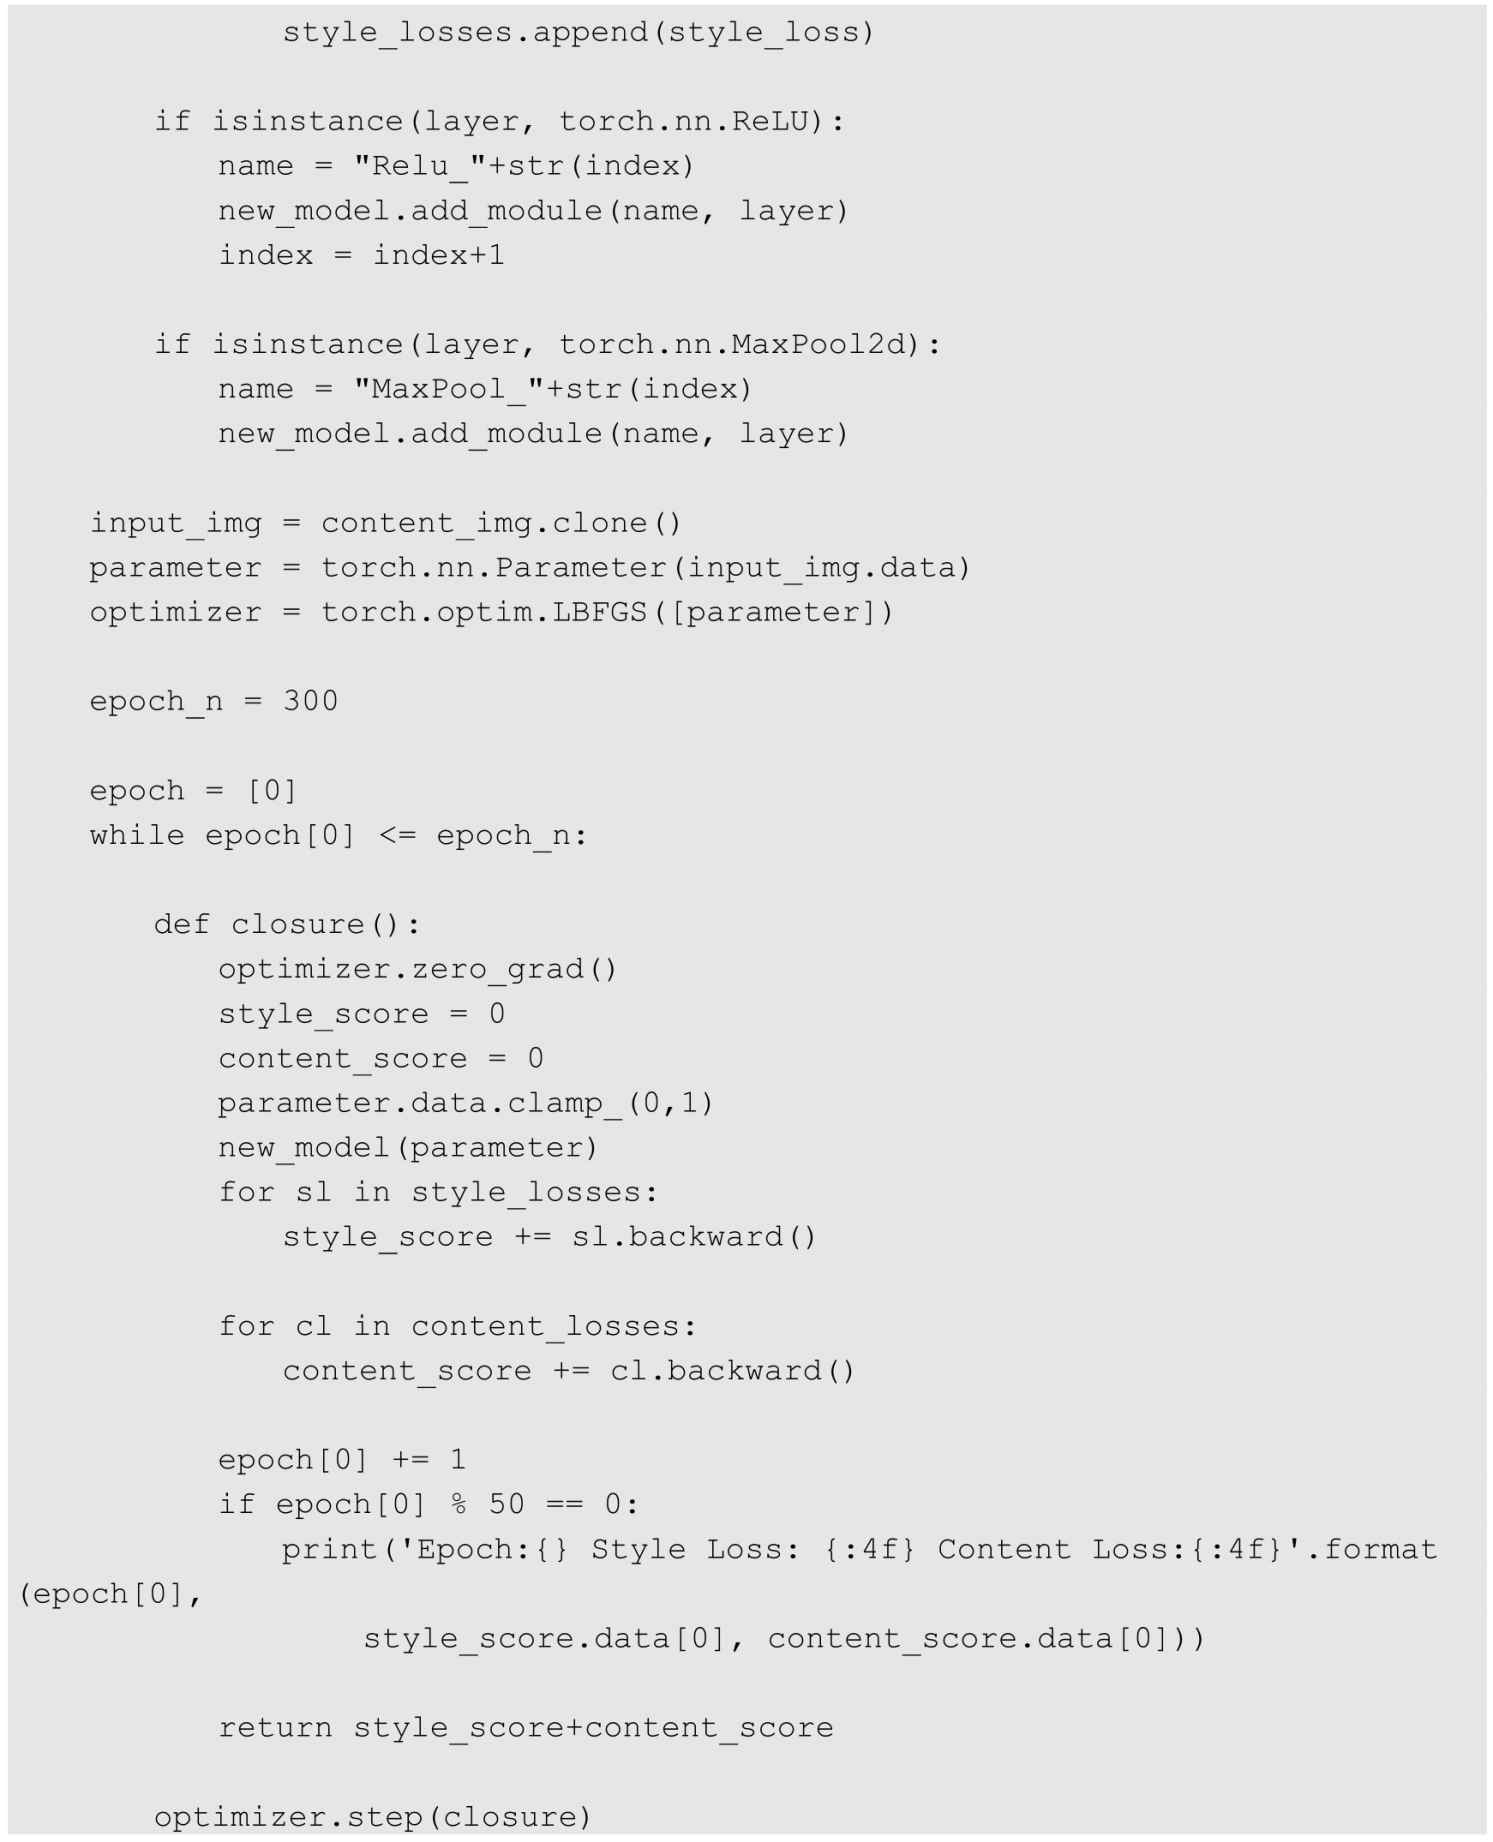 style_losses.append(style_loss)
if isinstance(layer, torch.nn.ReLU):
name = "Relu_"+str(index)
new_model.add_module(name, layer)
index = index+1
if isinstance(layer, torch.nn.MaxPool2d):
name = "MaxPool_"+str(index)
new_model.add_module(name, layer)
input_img = content_img.clone()
parameter = torch.nn.Parameter(input_img.data)
optimizer = torch.optim.LBFGS([parameter])
epoch_n = 300
epoch = [0]
while epoch[0] <= epoch_n:
def closure():
optimizer.zero_grad()
style_score = 0
content_score = 0
parameter.data.clamp_(0,1)
new_model(parameter)
for sl in style_losses:
style_score += sl.backward()
for cl in content_losses:
content_score += cl.backward()
epoch[0] += 1
if epoch[0] % 50 == 0:
print('Epoch:{} Style Loss: {:4f} Content Loss:{:4f}'.format
(epoch[0],
style_score.data[0], content_score.data[0]))
return style_score+content_score
optimizer.step(closure)